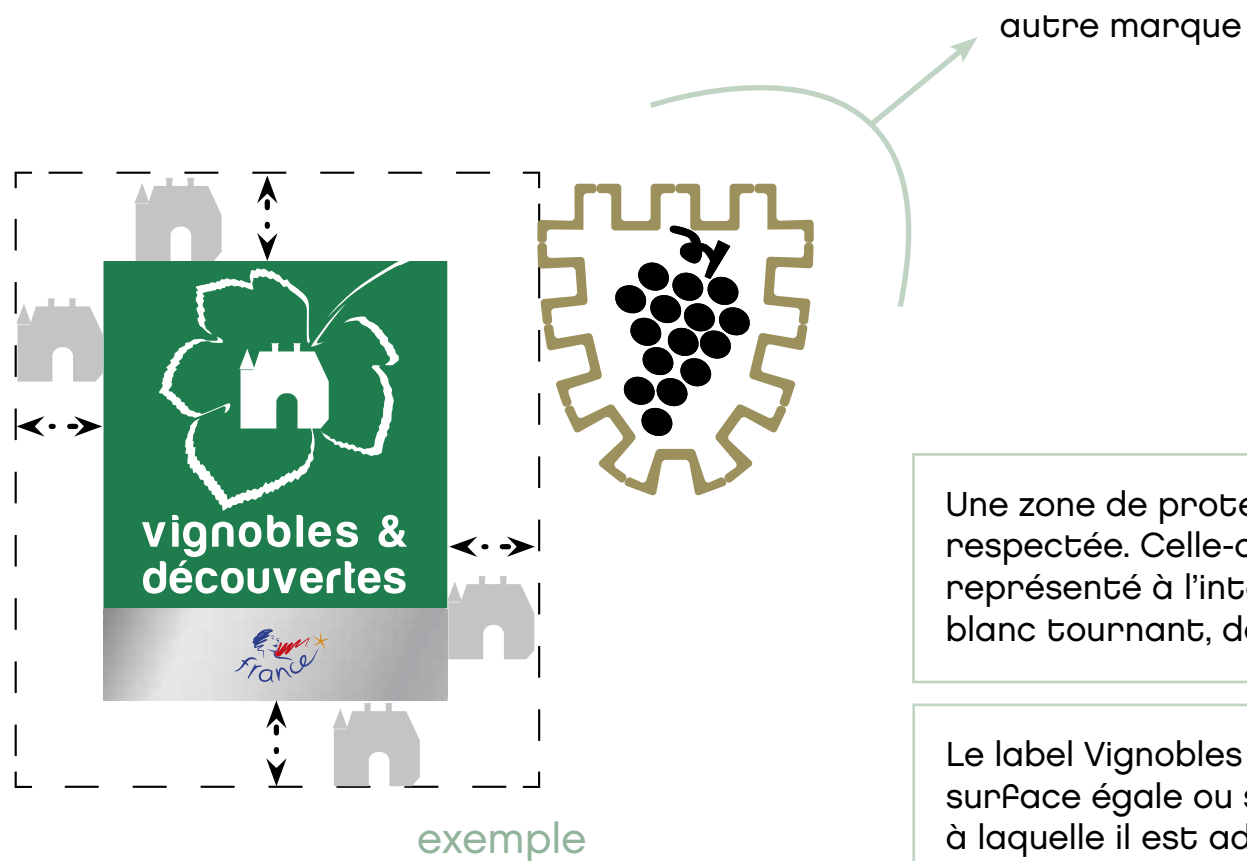 autre marque
vignobles &
découvertes
france
Une zone de prote
respectée. Celle-c
représenté à l'inté
blanc tournant, de
Le label Vignobles
surface égale ou s
à laquelle il est ad
exemple